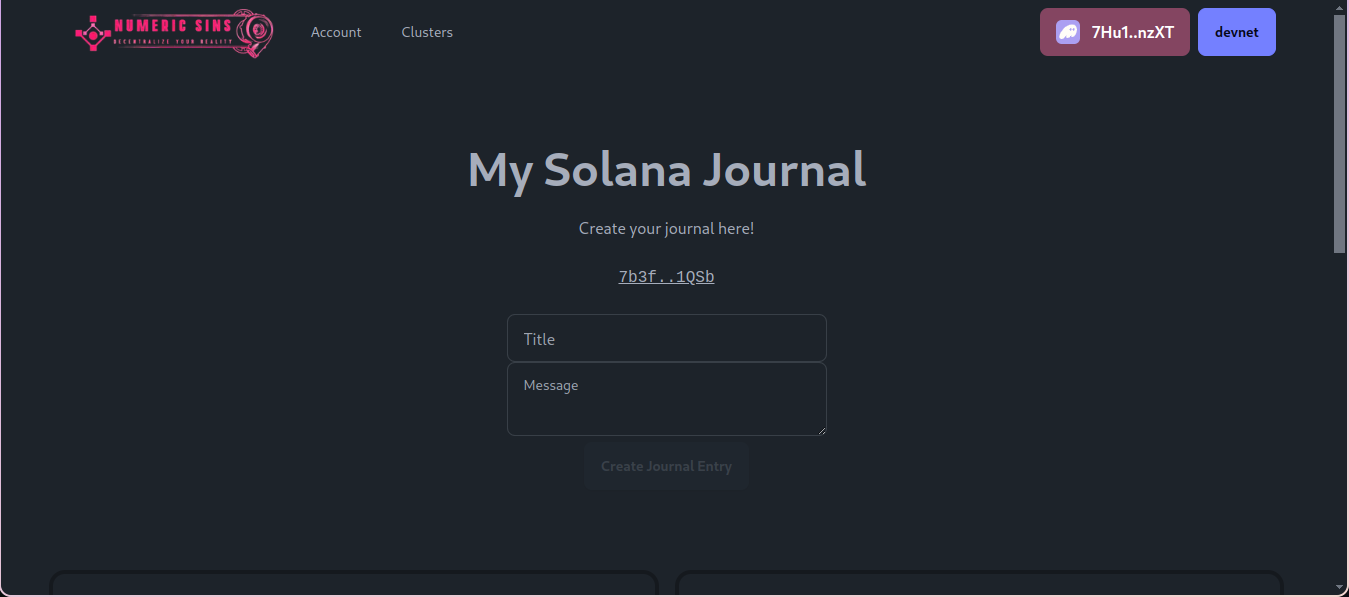 NUMERIC SINS
DECENTRALIZE YOUR REALITY
Account
Clusters
7Hu1..nzXT
devnet
My Solana Journal
Create your journal here!
7b3f..1QSb
Title
Message
Create Journal Entry